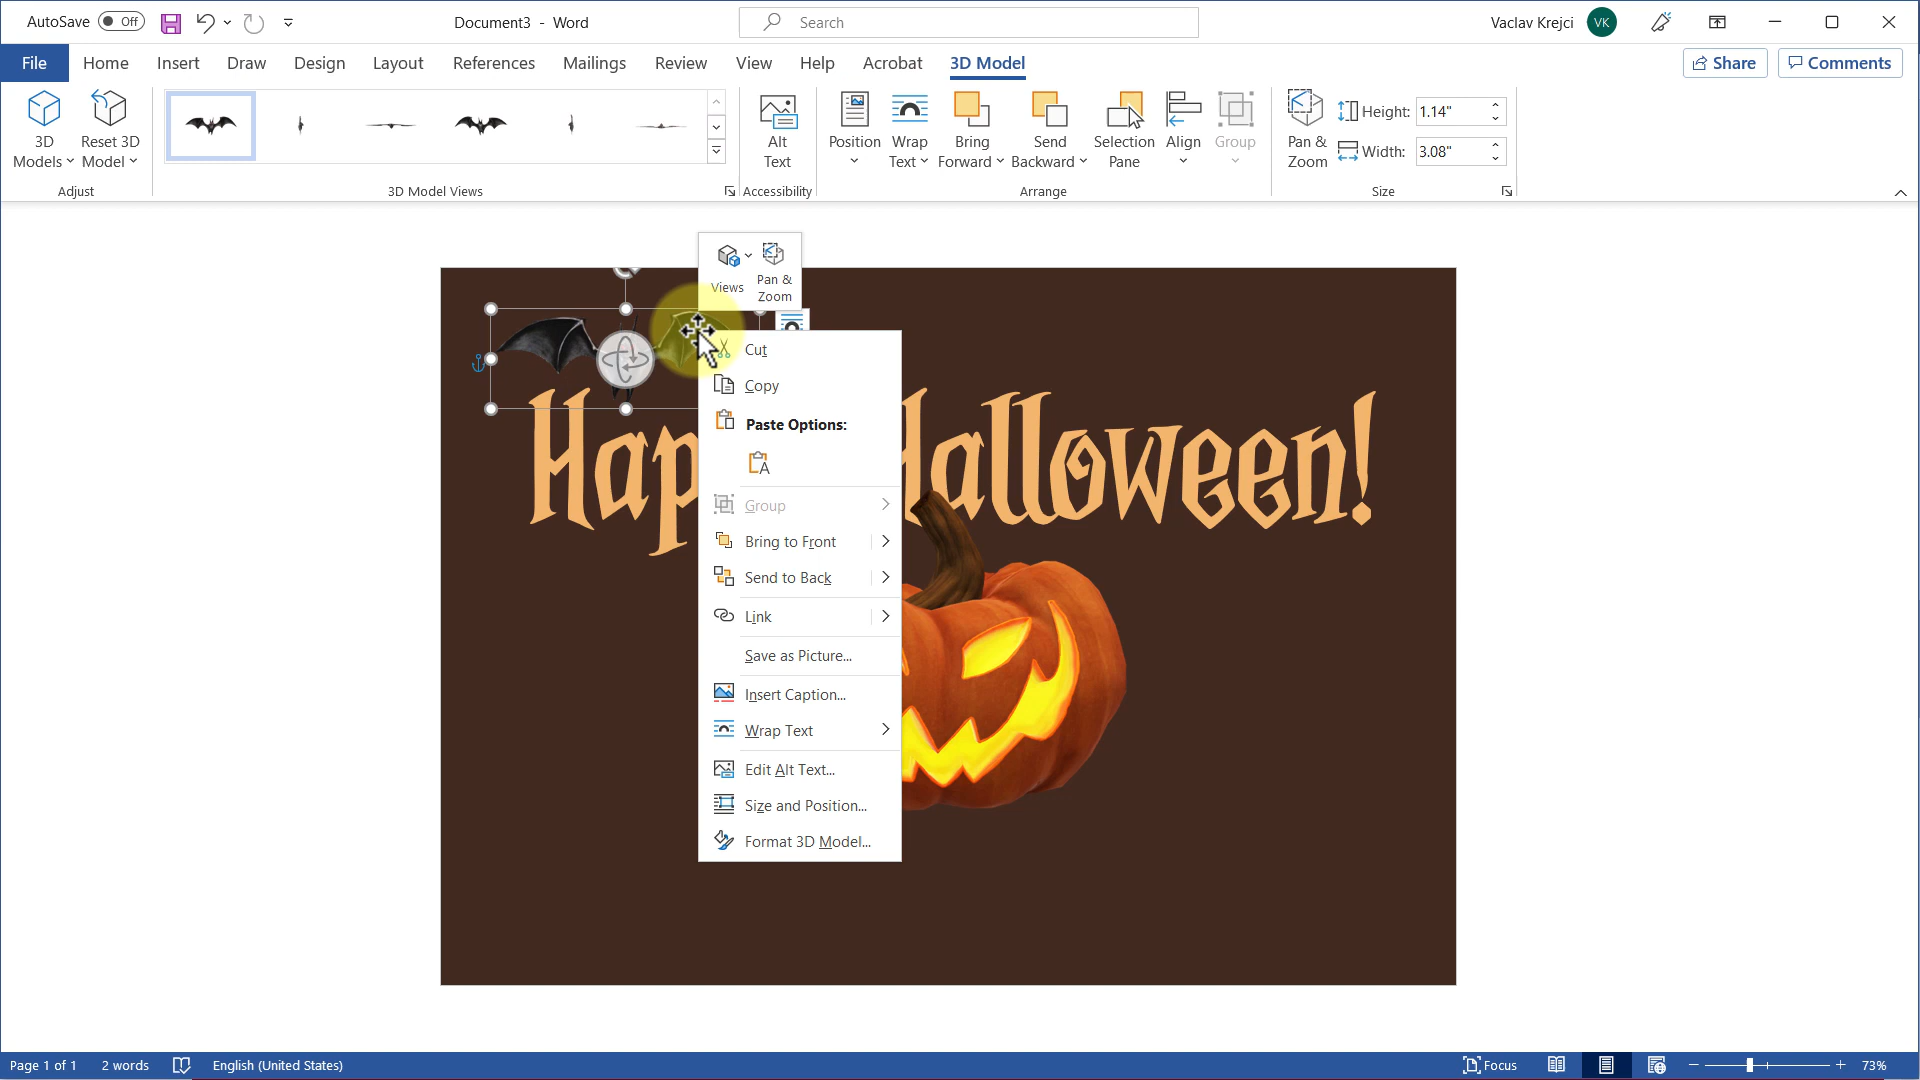 AutoSave Off Document3 - Word Search Vaclav Krejci VK
File Home Insert Draw Design Layout References Mailings Review View Help Acrobat 3D Model Share Comments
3D Models
Reset 3D Model
Adjust
3D Model Views
Alt Text
Accessibility
Position
Wrap Text
Bring Forward
Send Backward
Selection Pane
Align
Group
Arrange
Pan & Zoom
Height: 1.14"
Width: 3.08"
Size
Views
Pan & Zoom
Cut
Copy
Paste Options:
Group
Bring to Front
Send to Back
Link
Save as Picture...
Insert Caption...
Wrap Text
Edit Alt Text...
Size and Position...
Format 3D Model...
Hap Halloween!
Page 1 of 1 2 words English (United States) Focus 73%